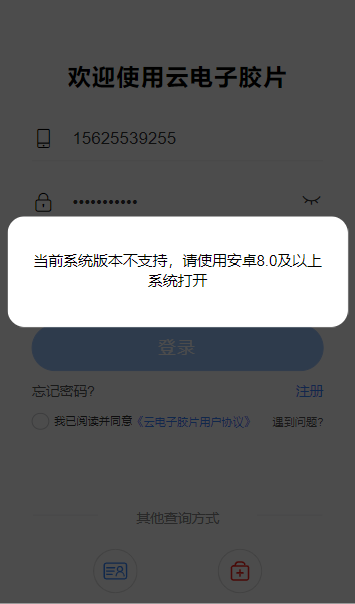 欢迎使用云电子胶片
15625539255
•••••••••••
当前系统版本不支持，请使用安卓8.0及以上
系统打开
登录
忘记密码?
注册
我已阅读并同意《云电子胶片用户协议》
遇到问题?
其他查询方式